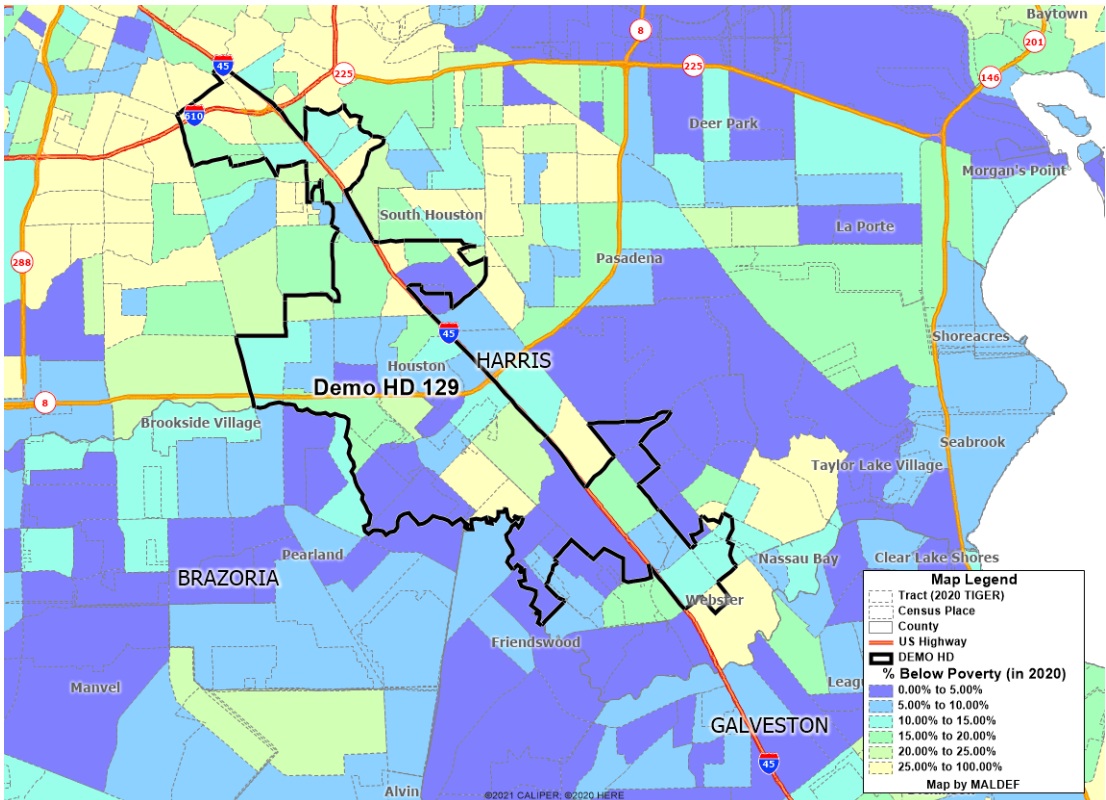 Baytown
8
201
45
225
225
146
610
Deer Park
Morgan's Point
South Houston
La Porte
Pasadena
288
45
Shoreacres
HARRIS
Houston
Demo HD 129
8
Brookside Village
Seabrook
Taylor Lake Village
Pearland
Nassau Bay
Clear Lake Shores
BRAZORIA
Webster
Friendswood
Manvel
Leagu
GALVESTON
45
Alvin
©2021 CALIPER; ©2020 HERE
Map Legend
Tract (2020 TIGER)
Census Place
County
US Highway
DEMO HD
% Below Poverty (in 2020)
0.00% to 5.00%
5.00% to 10.00%
10.00% to 15.00%
15.00% to 20.00%
20.00% to 25.00%
25.00% to 100.00%
Map by MALDEF